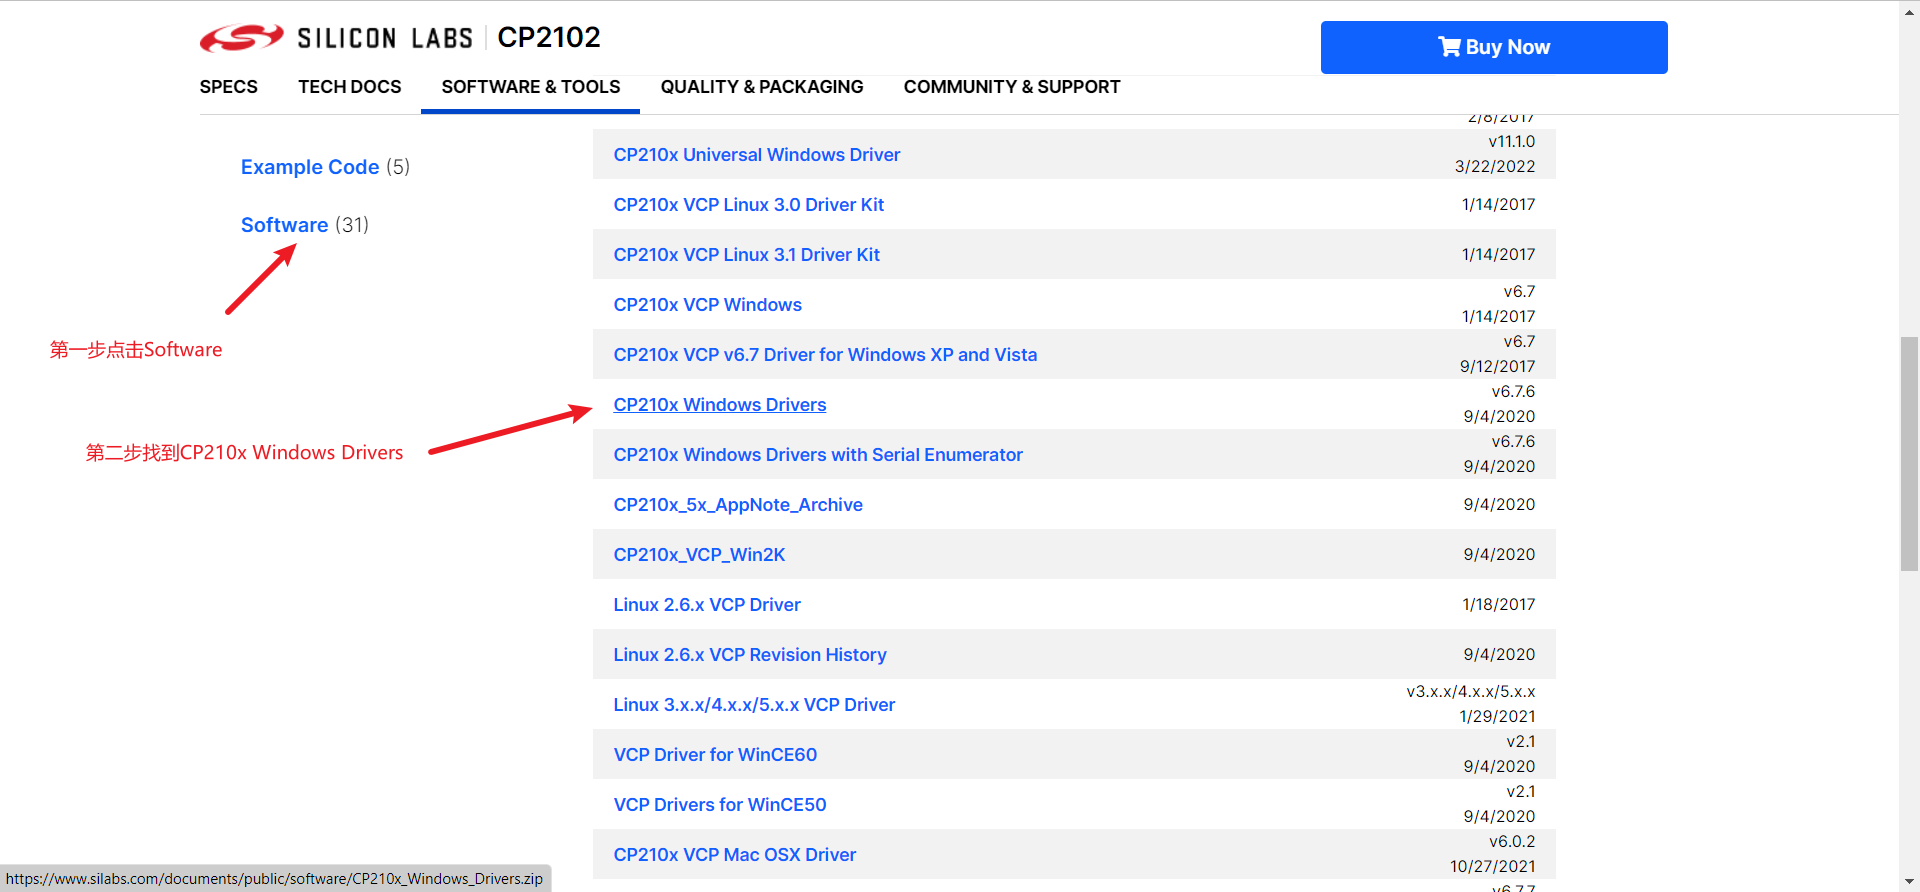 SILICON LABS CP2102
Buy Now
SPECS TECH DOCS SOFTWARE & TOOLS QUALITY & PACKAGING COMMUNITY & SUPPORT
2/8/2017
Example Code (5)
Software (31)
第一步点击Software
第二步找到CP210x Windows Drivers
CP210x Universal Windows Driver
v11.1.0
3/22/2022
CP210x VCP Linux 3.0 Driver Kit
1/14/2017
CP210x VCP Linux 3.1 Driver Kit
1/14/2017
CP210x VCP Windows
v6.7
1/14/2017
CP210x VCP v6.7 Driver for Windows XP and Vista
v6.7
9/12/2017
CP210x Windows Drivers
v6.7.6
9/4/2020
CP210x Windows Drivers with Serial Enumerator
v6.7.6
9/4/2020
CP210x_5x_AppNote_Archive
9/4/2020
CP210x_VCP_Win2K
9/4/2020
Linux 2.6.x VCP Driver
1/18/2017
Linux 2.6.x VCP Revision History
9/4/2020
Linux 3.x.x/4.x.x/5.x.x VCP Driver
v3.x.x/4.x.x/5.x.x
1/29/2021
VCP Driver for WinCE60
v2.1
9/4/2020
VCP Drivers for WinCE50
v2.1
9/4/2020
CP210x VCP Mac OSX Driver
v6.0.2
10/27/2021
v6.7.7
https://www.silabs.com/documents/public/software/CP210x_Windows_Drivers.zip